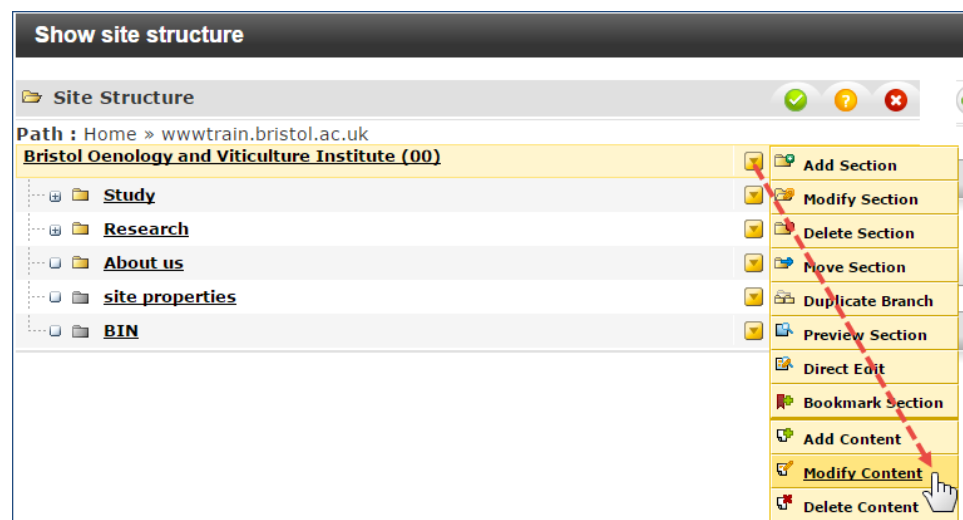 Show site structure
Site Structure
Path : Home » wwwtrain.bristol.ac.uk
Bristol Oenology and Viticulture Institute (00)
Study
Research
About us
site properties
BIN
Add Section
Modify Section
Delete Section
Move Section
Duplicate Branch
Preview Section
Direct Edit
Bookmark Section
Add Content
Modify Content
Delete Content